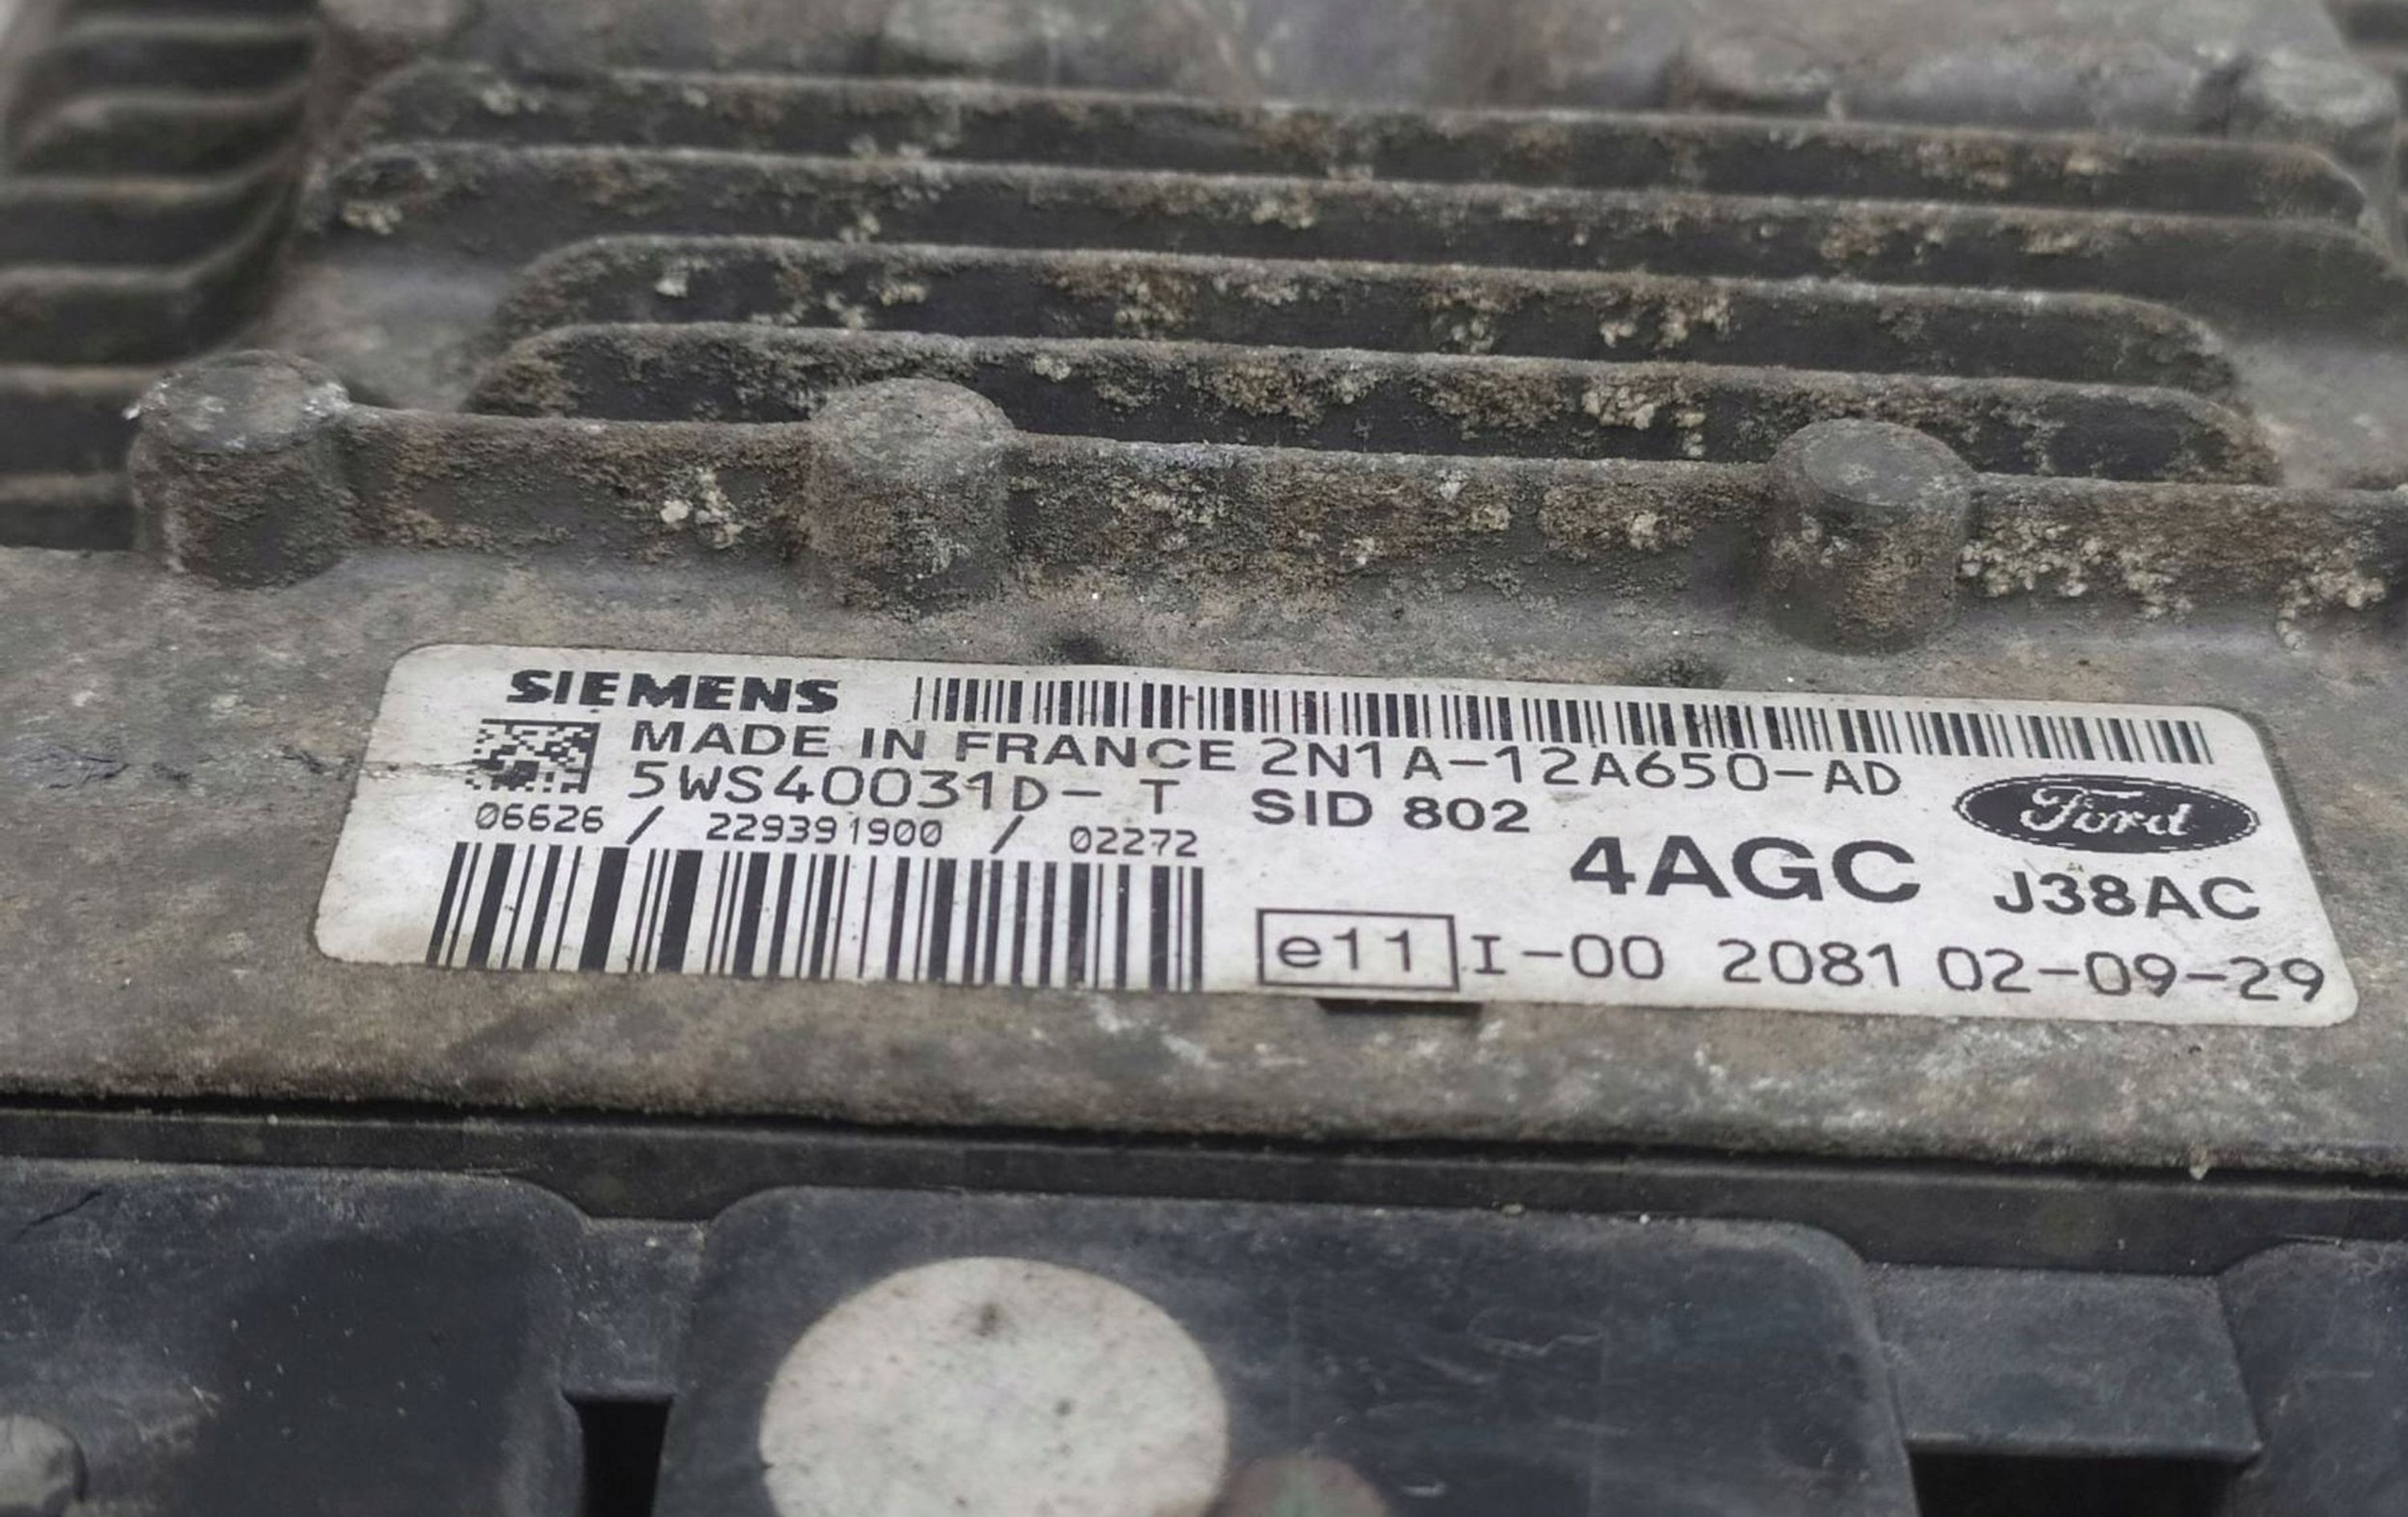 SIEMENS
MADE IN FRANCE 2N1A-12A650-AD
5WS40031D-T SID 802
06626 / 229391900 / 02272
Ford
4AGC J38AC
e11 I-00 2081 02-09-29